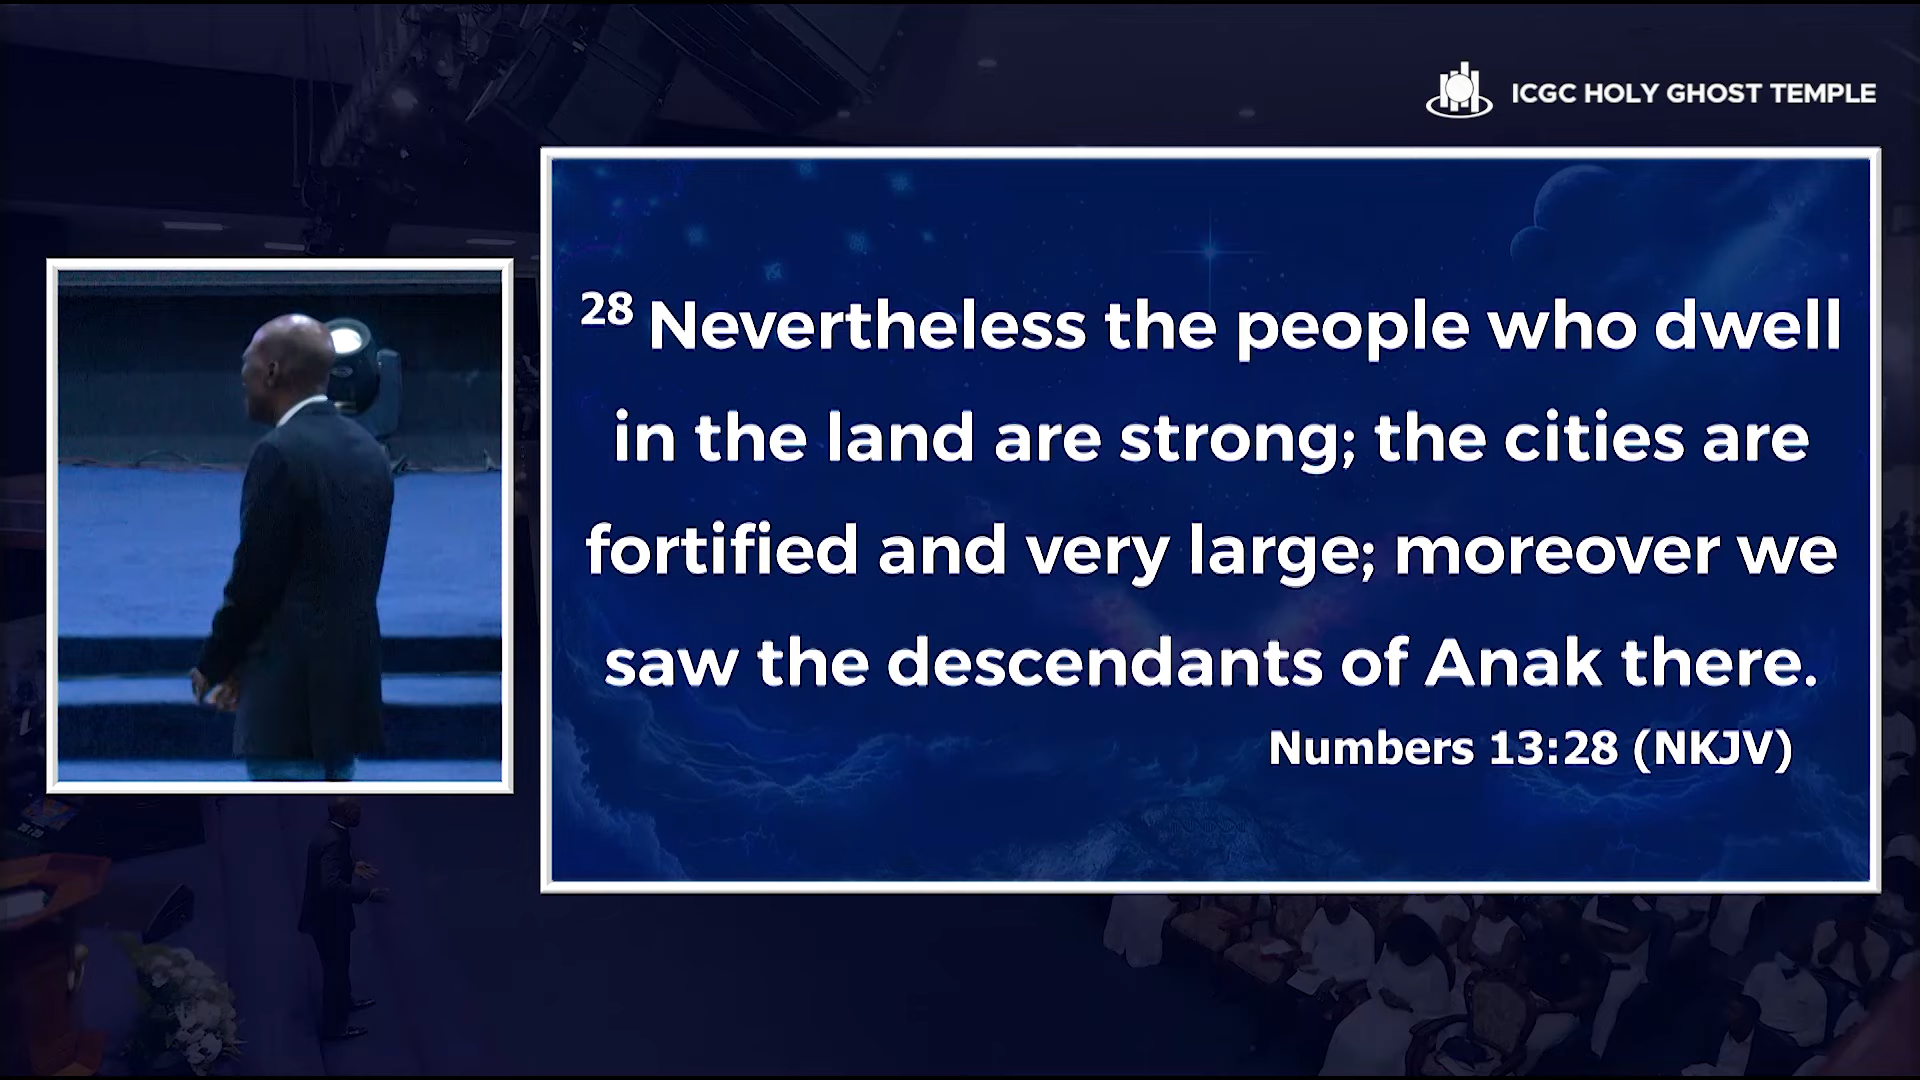 ICGC HOLY GHOST TEMPLE
28 Nevertheless the people who dwell
in the land are strong; the cities are
fortified and very large; moreover we
saw the descendants of Anak there.
Numbers 13:28 (NKJV)